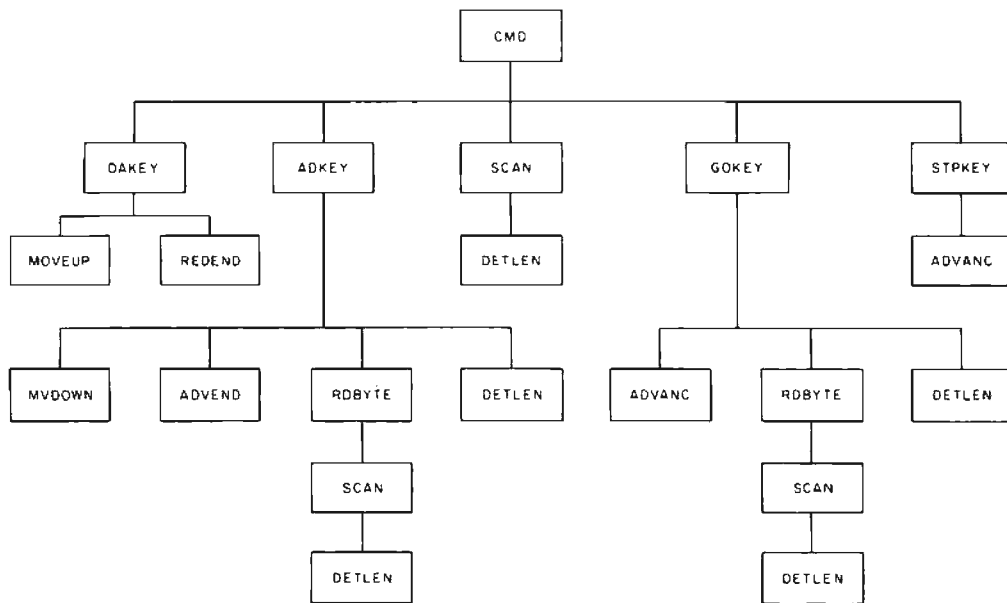 CMD
DAKEY
ADKEY
SCAN
GOKEY
STPKEY
MOVEUP
REDEND
DETLEN
ADVANC
MVDOWN
ADVEND
RDBYTE
DETLEN
ADVANC
RDBYTE
DETLEN
SCAN
SCAN
DETLEN
DETLEN